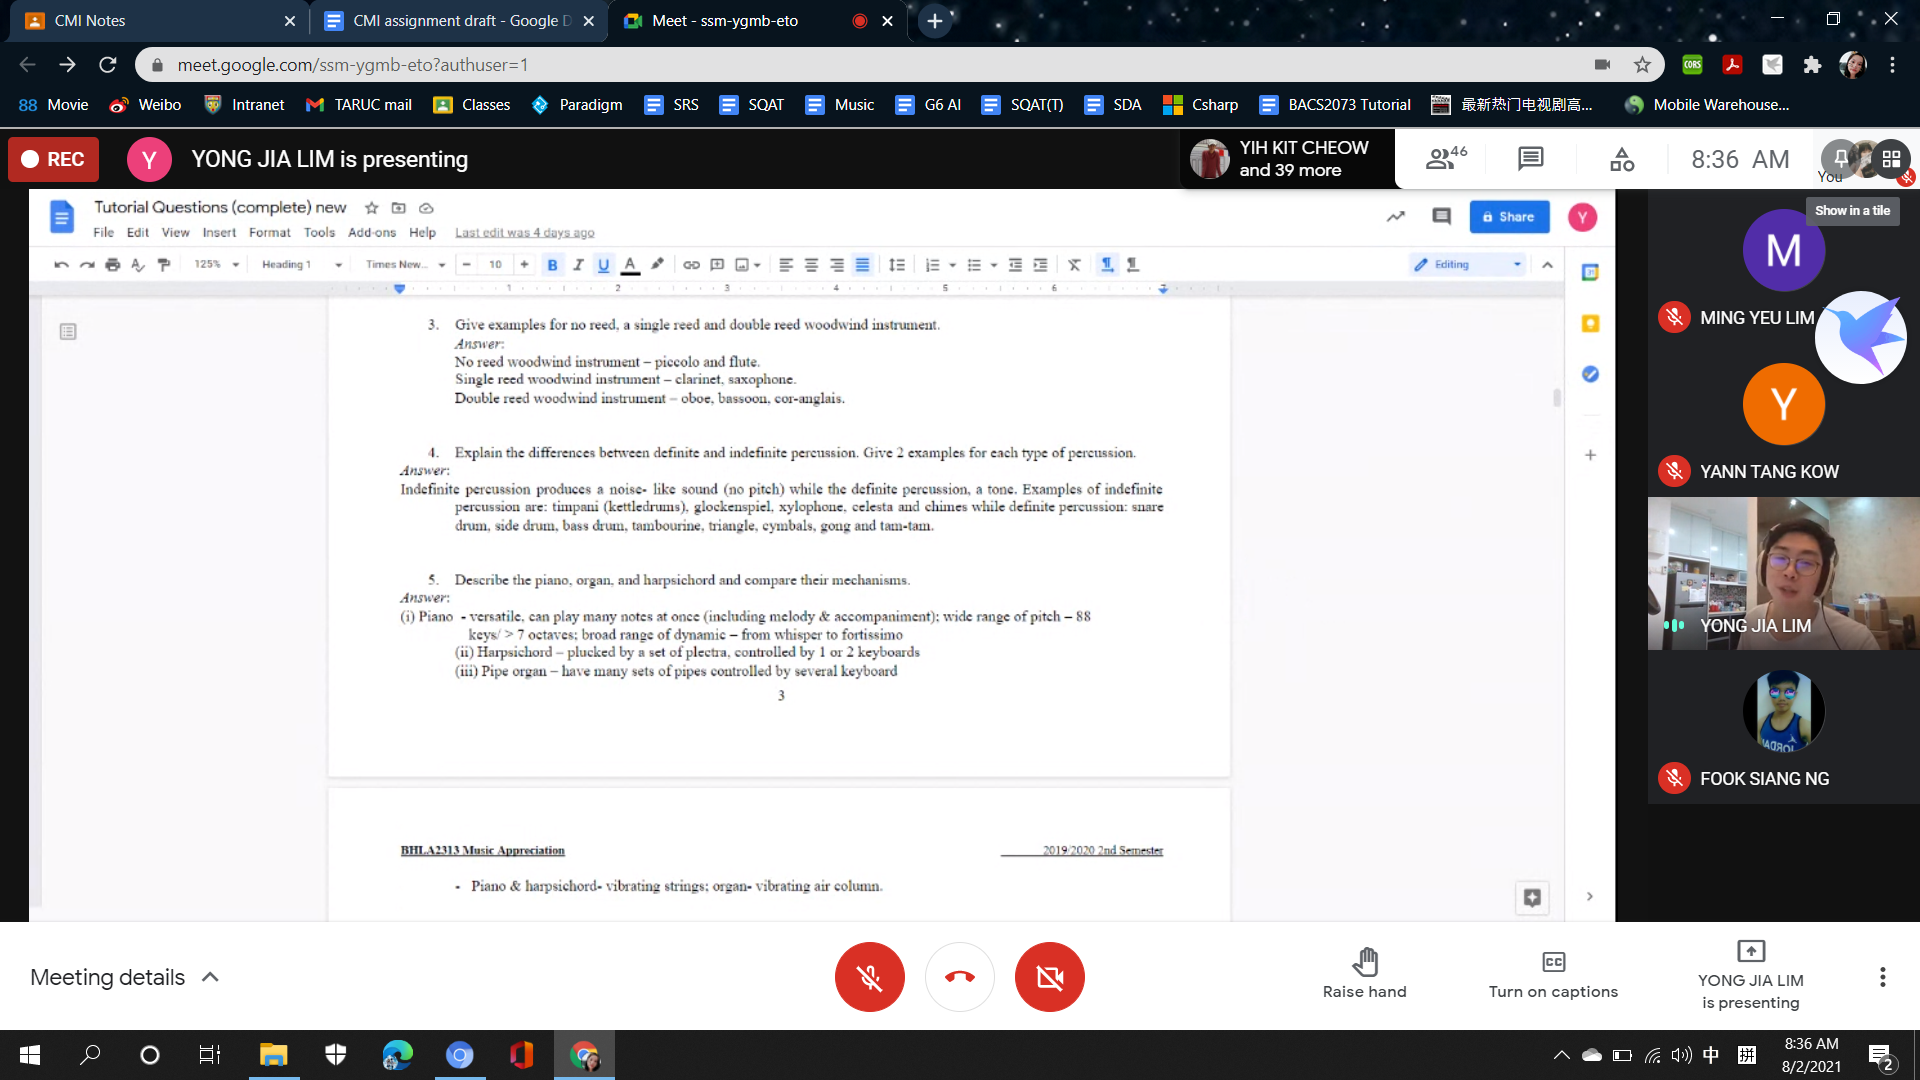 CMI Notes
CMI assignment draft - Google D
Meet - ssm-ygmb-eto
meet.google.com/ssm-ygmb-eto?authuser=1
CORS
88 Movie
Weibo
Intranet
TARUC mail
Classes
Paradigm
SRS
SQAT
Music
G6 AI
SQAT(T)
SDA
Csharp
BACS2073 Tutorial
最新热门电视剧高...
Mobile Warehouse...
REC
Y
YONG JIA LIM is presenting
YIH KIT CHEOW
and 39 more
46
8:36 AM
You
Show in a tile
Tutorial Questions (complete) new
File Edit View Insert Format Tools Add-ons Help Last edit was 4 days ago
Share
Y
125%
Heading 1
Times New...
10
B I U A
Editing
1 2 3 4 5 6 7
3. Give examples for no reed, a single reed and double reed woodwind instrument.
Answer:
No reed woodwind instrument – piccolo and flute.
Single reed woodwind instrument – clarinet, saxophone.
Double reed woodwind instrument – oboe, bassoon, cor-anglais.
4. Explain the differences between definite and indefinite percussion. Give 2 examples for each type of percussion.
Answer:
Indefinite percussion produces a noise- like sound (no pitch) while the definite percussion, a tone. Examples of indefinite
percussion are: timpani (kettledrums), glockenspiel, xylophone, celesta and chimes while definite percussion: snare
drum, side drum, bass drum, tambourine, triangle, cymbals, gong and tam-tam.
5. Describe the piano, organ, and harpsichord and compare their mechanisms.
Answer:
(i) Piano - versatile, can play many notes at once (including melody & accompaniment); wide range of pitch – 88
keys/ > 7 octaves; broad range of dynamic – from whisper to fortissimo
(ii) Harpsichord – plucked by a set of plectra, controlled by 1 or 2 keyboards
(iii) Pipe organ – have many sets of pipes controlled by several keyboard
3
BHLA2313 Music Appreciation
2019/2020 2nd Semester
- Piano & harpsichord- vibrating strings; organ- vibrating air column.
M
MING YEU LIM
Y
YANN TANG KOW
YONG JIA LIM
JORDAN
FOOK SIANG NG
Meeting details
Raise hand
CC
Turn on captions
YONG JIA LIM
is presenting
中
拼
8:36 AM
8/2/2021
2